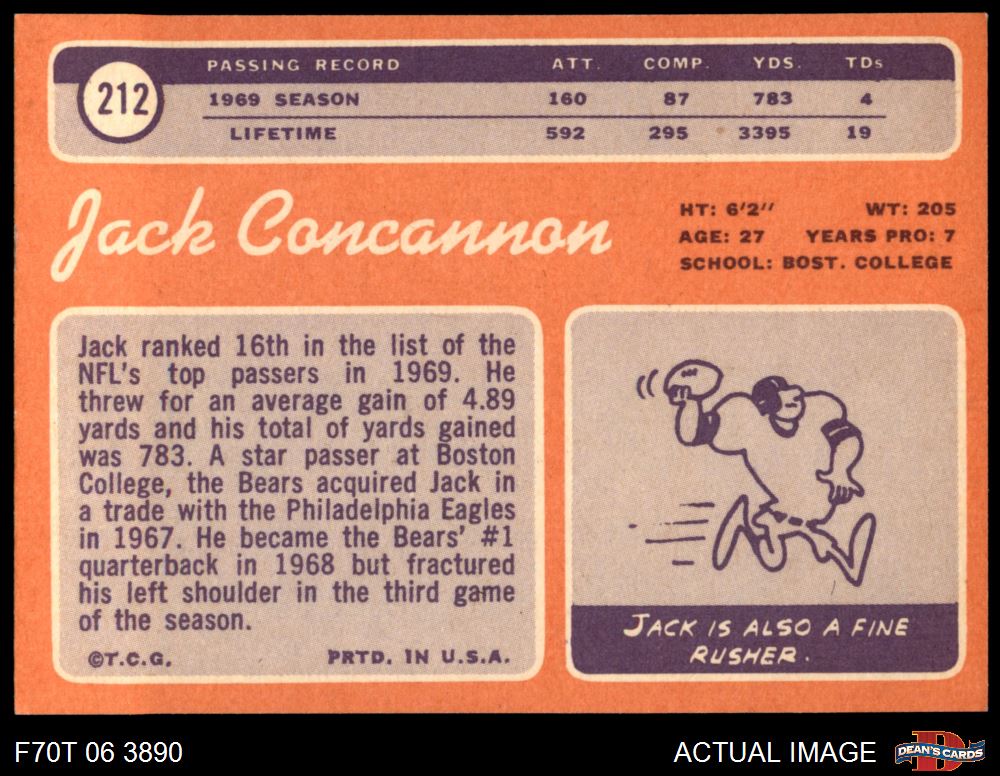 212
PASSING RECORD ATT. COMP. YDS. TDs
1969 SEASON 160 87 783 4
LIFETIME 592 295 3395 19
Jack Concannon
HT: 6'2" WT: 205
AGE: 27 YEARS PRO: 7
SCHOOL: BOST. COLLEGE
Jack ranked 16th in the list of the
NFL's top passers in 1969. He
threw for an average gain of 4.89
yards and his total of yards gained
was 783. A star passer at Boston
College, the Bears acquired Jack in
a trade with the Philadelphia Eagles
in 1967. He became the Bears' #1
quarterback in 1968 but fractured
his left shoulder in the third game
of the season.
©T.C.G. PRTD. IN U.S.A.
JACK IS ALSO A FINE
RUSHER.
F70T 06 3890
ACTUAL IMAGE
DEAN'S CARDS